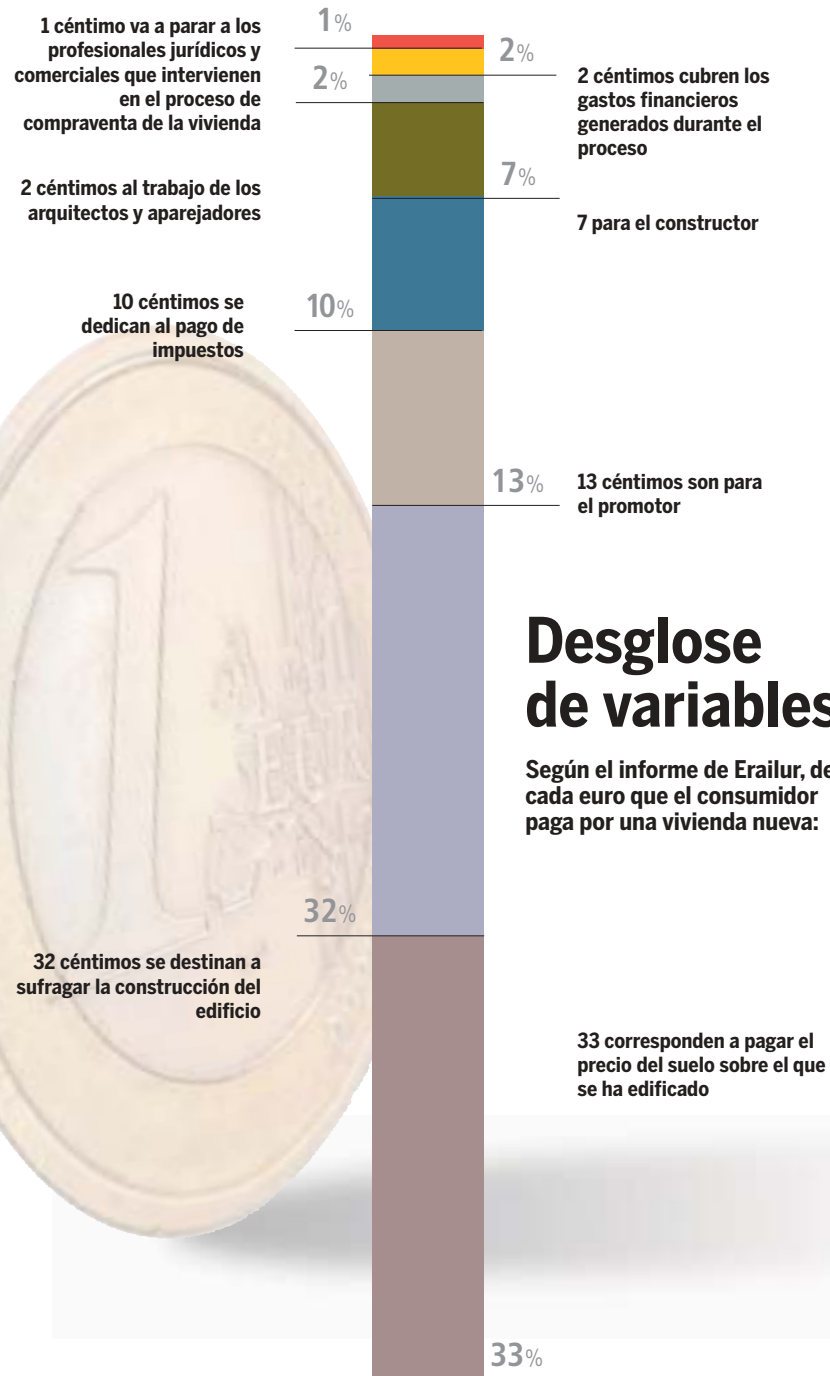 1%
1 céntimo va a parar a los
profesionales jurídicos y
comerciales que intervienen
en el proceso de
compraventa de la vivienda
2%
2 céntimos cubren los
gastos financieros
generados durante el
proceso
2%
2 céntimos al trabajo de los
arquitectos y aparejadores
7%
7 para el constructor
10%
10 céntimos se
dedican al pago de
impuestos
13%
13 céntimos son para
el promotor
Desglose
de variables
Según el informe de Erailur, de
cada euro que el consumidor
paga por una vivienda nueva:
32%
32 céntimos se destinan a
sufragar la construcción del
edificio
33 corresponden a pagar el
precio del suelo sobre el que
se ha edificado
33%
1
EURO